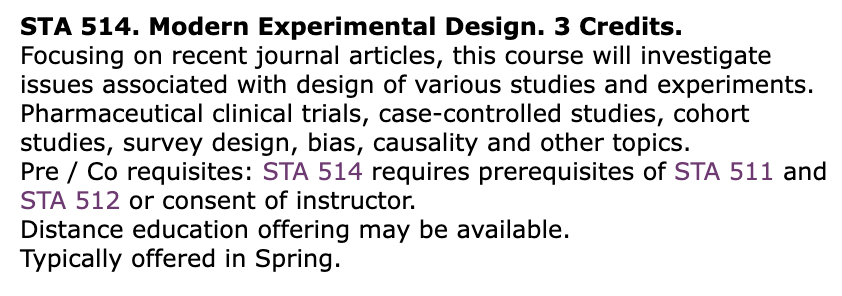 STA 514. Modern Experimental Design. 3 Credits.
Focusing on recent journal articles, this course will investigate
issues associated with design of various studies and experiments.
Pharmaceutical clinical trials, case-controlled studies, cohort
studies, survey design, bias, causality and other topics.
Pre / Co requisites: STA 514 requires prerequisites of STA 511 and
STA 512 or consent of instructor.
Distance education offering may be available.
Typically offered in Spring.